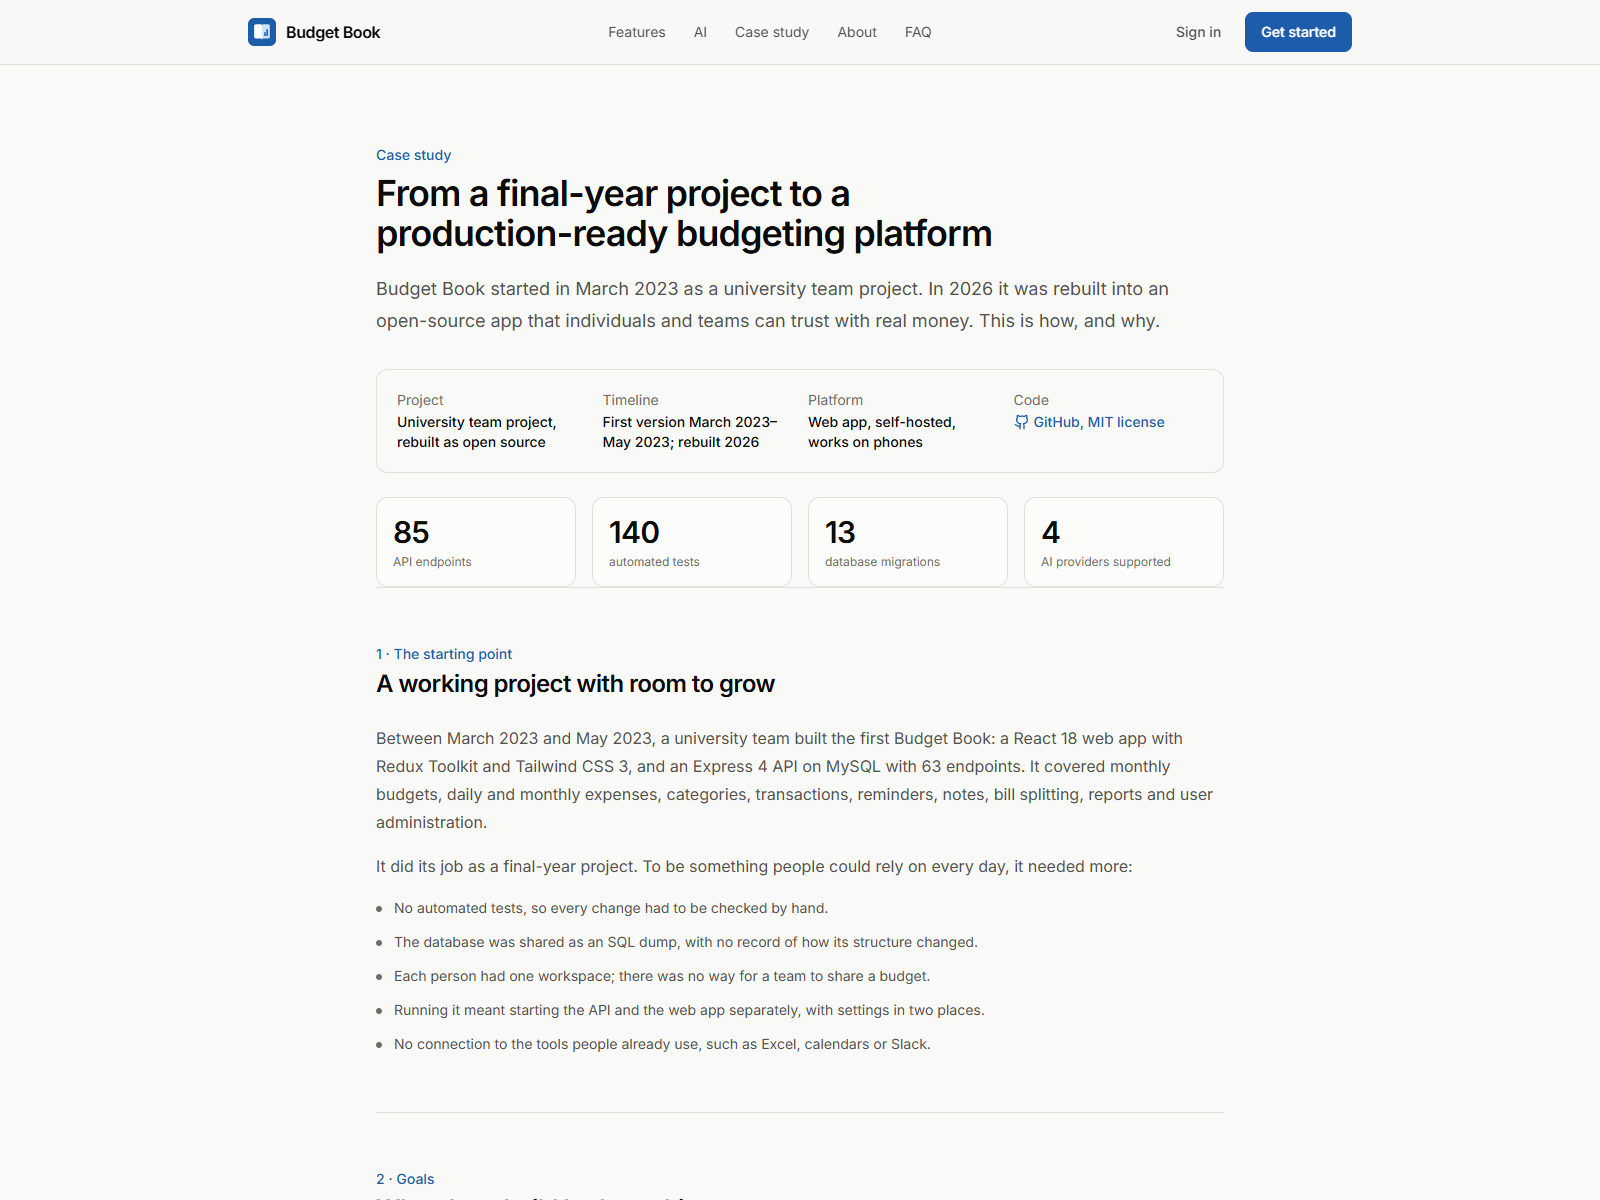 Budget Book
Features
AI
Case study
About
FAQ
Sign in
Get started
Case study
From a final-year project to a
production-ready budgeting platform
Budget Book started in March 2023 as a university team project. In 2026 it was rebuilt into an
open-source app that individuals and teams can trust with real money. This is how, and why.
Project
University team project,
rebuilt as open source
Timeline
First version March 2023–
May 2023; rebuilt 2026
Platform
Web app, self-hosted,
works on phones
Code
GitHub, MIT license
85
API endpoints
140
automated tests
13
database migrations
4
AI providers supported
1 · The starting point
A working project with room to grow
Between March 2023 and May 2023, a university team built the first Budget Book: a React 18 web app with
Redux Toolkit and Tailwind CSS 3, and an Express 4 API on MySQL with 63 endpoints. It covered monthly
budgets, daily and monthly expenses, categories, transactions, reminders, notes, bill splitting, reports and user
administration.
It did its job as a final-year project. To be something people could rely on every day, it needed more:
No automated tests, so every change had to be checked by hand.
The database was shared as an SQL dump, with no record of how its structure changed.
Each person had one workspace; there was no way for a team to share a budget.
Running it meant starting the API and the web app separately, with settings in two places.
No connection to the tools people already use, such as Excel, calendars or Slack.
2 · Goals